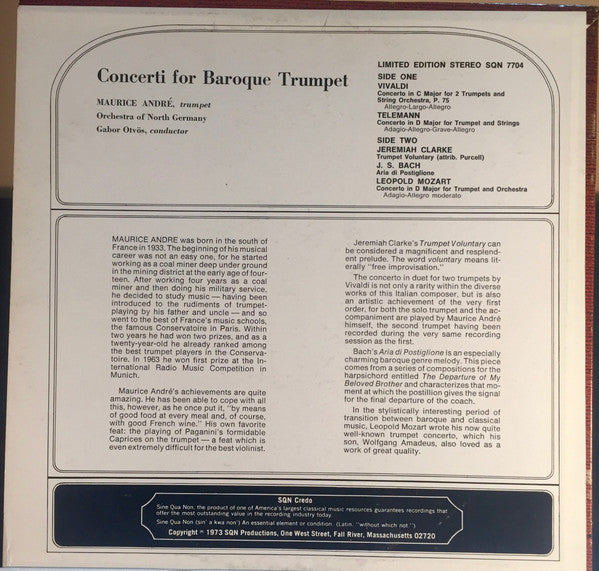 Concerti for Baroque Trumpet
MAURICE ANDRÉ, trumpet
Orchestra of North Germany
Gabor Otvös, conductor
LIMITED EDITION STEREO SQN 7704
SIDE ONE
VIVALDI
Concerto in C Major for 2 Trumpets and
String Orchestra, P. 75
Allegro-Largo-Allegro
TELEMANN
Concerto in D Major for Trumpet and Strings
Adagio-Allegro-Grave-Allegro
SIDE TWO
JEREMIAH CLARKE
Trumpet Voluntary (attrib. Purcell)
J. S. BACH
Aria di Postiglione
LEOPOLD MOZART
Concerto in D Major for Trumpet and Orchestra
Adagio-Allegro moderato
MAURICE ANDRE was born in the south of
France in 1933. The beginning of his musical
career was not an easy one, for he started
working as a coal miner deep under ground
in the mining district at the early age of four-
teen. After working four years as a coal
miner and then doing his military service,
he decided to study music — having been
introduced to the rudiments of trumpet-
playing by his father and uncle — and so
went to the best of France's music schools,
the famous Conservatoire in Paris. Within
two years he had won two prizes, and as a
twenty-year-old he already ranked among
the best trumpet players in the Conserva-
toire. In 1963 he won first prize at the In-
ternational Radio Music Competition in
Munich.
Maurice André's achievements are quite
amazing. He has been able to cope with all
this, however, as he once put it, "by means
of good food at every meal and, of course,
with good French wine." His own favorite
feat: the playing of Paganini's formidable
Caprices on the trumpet — a feat which is
even extremely difficult for the best violinist.
Jeremiah Clarke's Trumpet Voluntary can
be considered a magnificent and resplend-
ent prelude. The word voluntary means lit-
erally "free improvisation."
The concerto in duet for two trumpets by
Vivaldi is not only a rarity within the diverse
works of this Italian composer, but is also
an artistic achievement of the very first
order, for both the solo trumpet and the ac-
companiment are played by Maurice André
himself, the second trumpet having been
recorded during the very same recording
session as the first.
Bach's Aria di Postiglione is an especially
charming baroque genre melody. This piece
comes from a series of compositions for the
harpsichord entitled The Departure of My
Beloved Brother and characterizes that mo-
ment at which the postillion gives the signal
for the final departure of the coach.
In the stylistically interesting period of
transition between baroque and classical
music, Leopold Mozart wrote his now quite
well-known trumpet concerto, which his
son, Wolfgang Amadeus, also loved as a
work of great quality.
SQN Credo
Sine Qua Non, the product of one of America's largest classical music resources guarantees recordings that
offer the most outstanding value in the recording industry today.
Sine Qua Non (sin' a kwa non') An essential element or condition. (Latin, "without which not.")
Copyright © 1973 SQN Productions, One West Street, Fall River, Massachusetts 02720